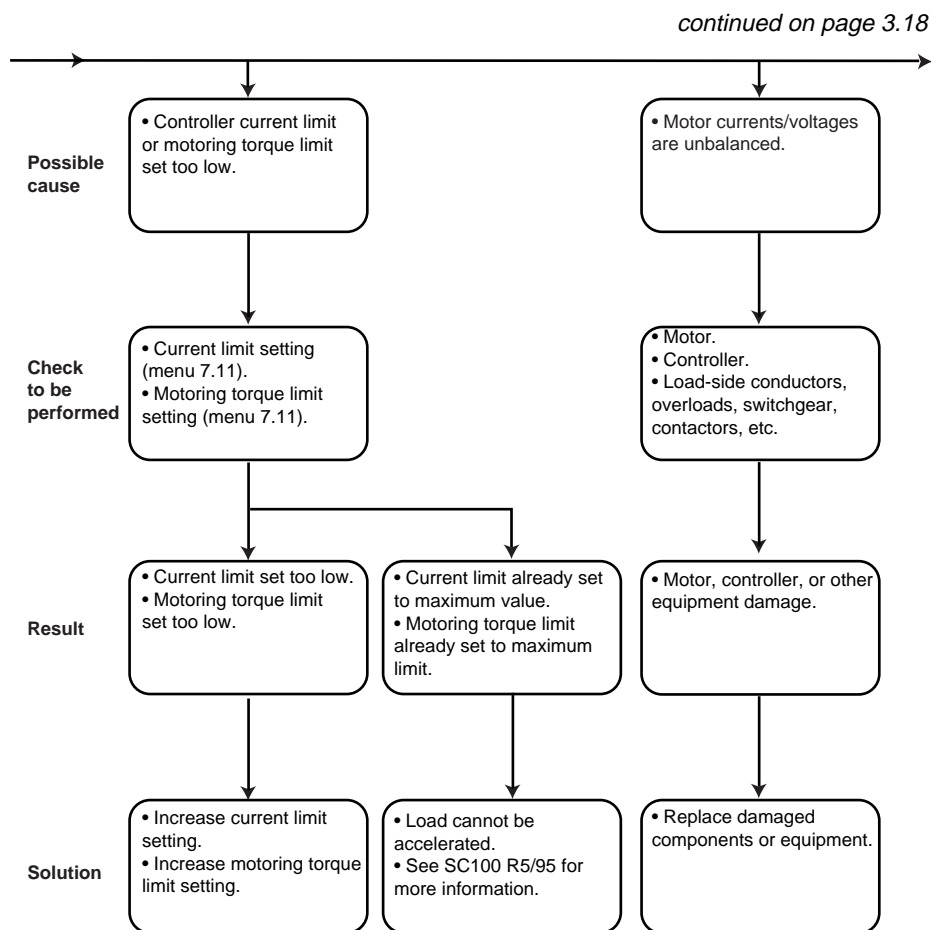 continued on page 3.18
Possible
cause
• Controller current limit
or motoring torque limit
set too low.
• Motor currents/voltages
are unbalanced.
Check
to be
performed
• Current limit setting
(menu 7.11).
• Motoring torque limit
setting (menu 7.11).
• Motor.
• Controller.
• Load-side conductors,
overloads, switchgear,
contactors, etc.
Result
• Current limit set too low.
• Motoring torque limit
set too low.
• Current limit already set
to maximum value.
• Motoring torque limit
already set to maximum
limit.
• Motor, controller, or other
equipment damage.
Solution
• Increase current limit
setting.
• Increase motoring torque
limit setting.
• Load cannot be
accelerated.
• See SC100 R5/95 for
more information.
• Replace damaged
components or equipment.